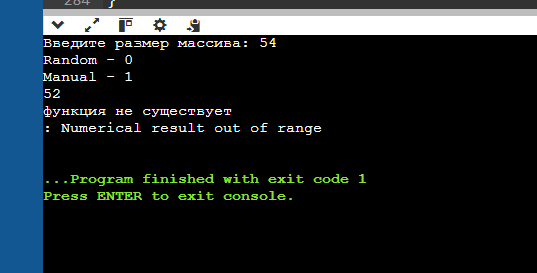 284 }
Введите размер массива: 54
Random - 0
Manual - 1
52
функция не существует
: Numerical result out of range
...Program finished with exit code 1
Press ENTER to exit console.